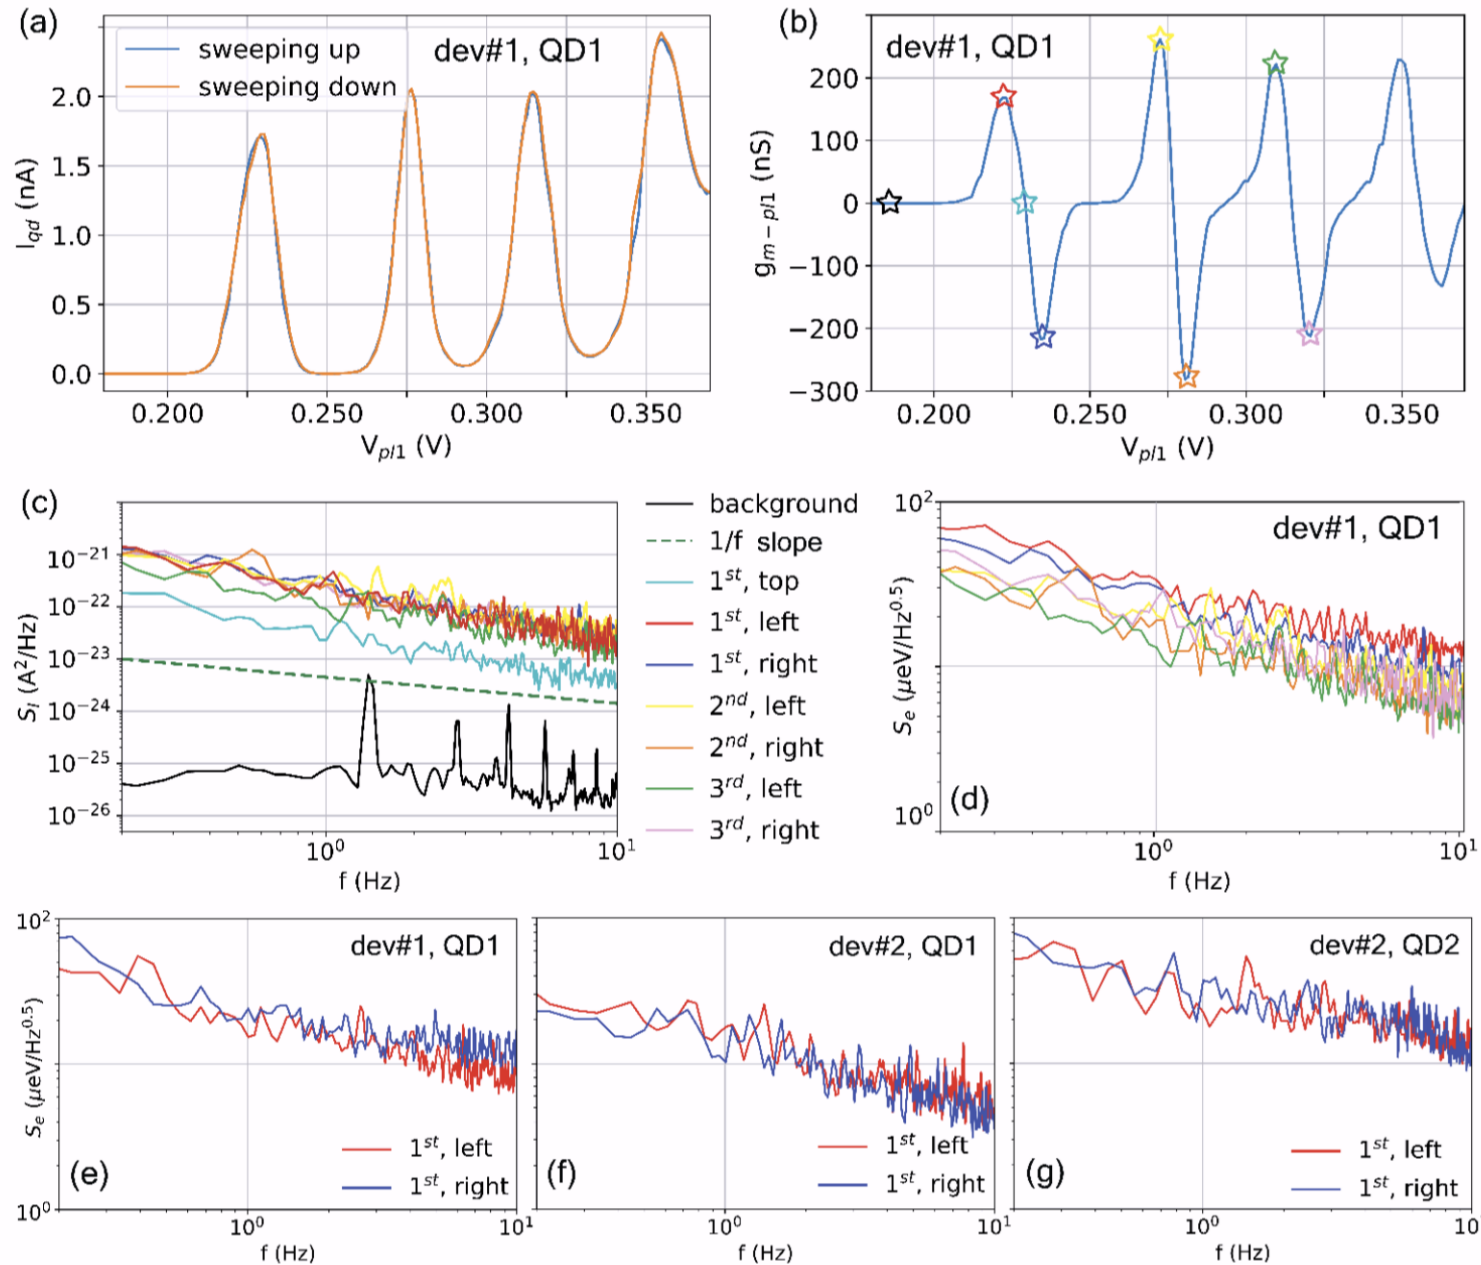 (a)
sweeping up
sweeping down
dev#1, QD1
2.0
1.5
1.0
0.5
0.0
I_qd (nA)
0.200 0.250 0.300 0.350
V_pl1 (V)
(b)
dev#1, QD1
200
100
0
−100
−200
−300
g_m−pl1 (nS)
0.200 0.250 0.300 0.350
V_pl1 (V)
(c)
10^−21
10^−22
10^−23
10^−24
10^−25
10^−26
S_I (A^2/Hz)
10^0 10^1
f (Hz)
background
1/f slope
1^st, top
1^st, left
1^st, right
2^nd, left
2^nd, right
3^rd, left
3^rd, right
10^2
dev#1, QD1
S_e (μeV/Hz^0.5)
(d)
10^0
10^0 10^1
f (Hz)
10^2
dev#1, QD1
S_e (μeV/Hz^0.5)
1^st, left
1^st, right
(e)
10^0
10^0 10^1
f (Hz)
dev#2, QD1
1^st, left
1^st, right
(f)
10^0 10^1
f (Hz)
dev#2, QD2
1^st, left
1^st, right
(g)
10^0 10
f (Hz)